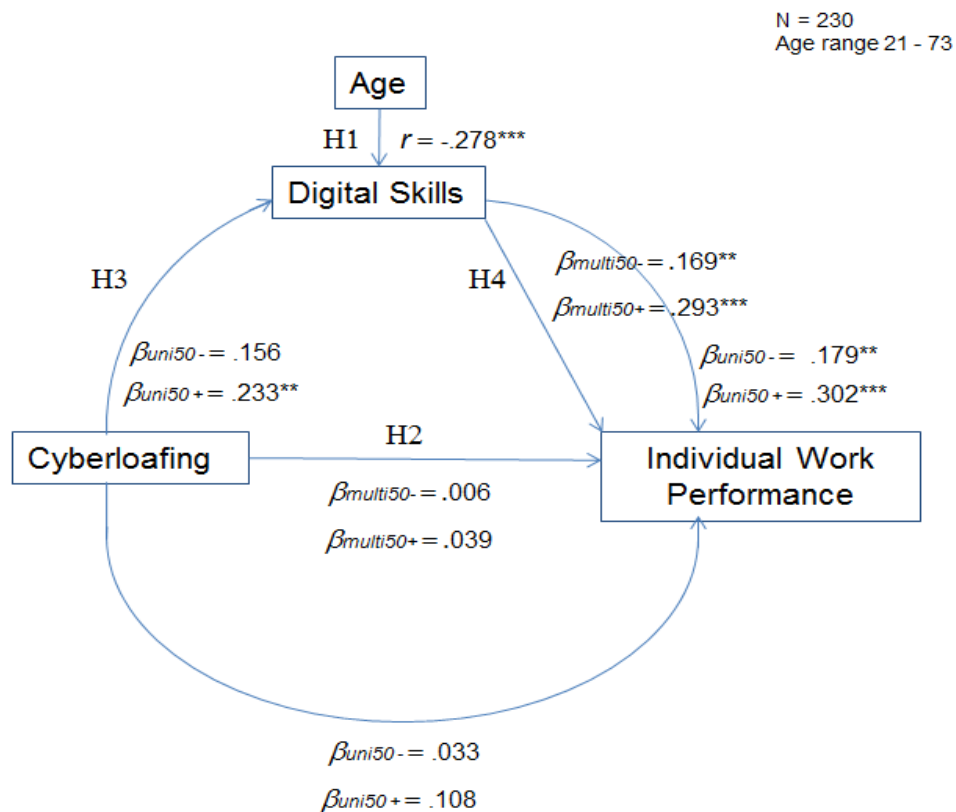 N = 230
Age range 21 - 73
Age
H1
r = -.278***
Digital Skills
H3
H4
βmulti50- = .169**
βmulti50+ = .293***
βuni50- = .156
βuni50+ = .233**
βuni50- = .179**
βuni50+ = .302***
Cyberloafing
H2
Individual Work
Performance
βmulti50- = .006
βmulti50+ = .039
βuni50- = .033
βuni50+ = .108